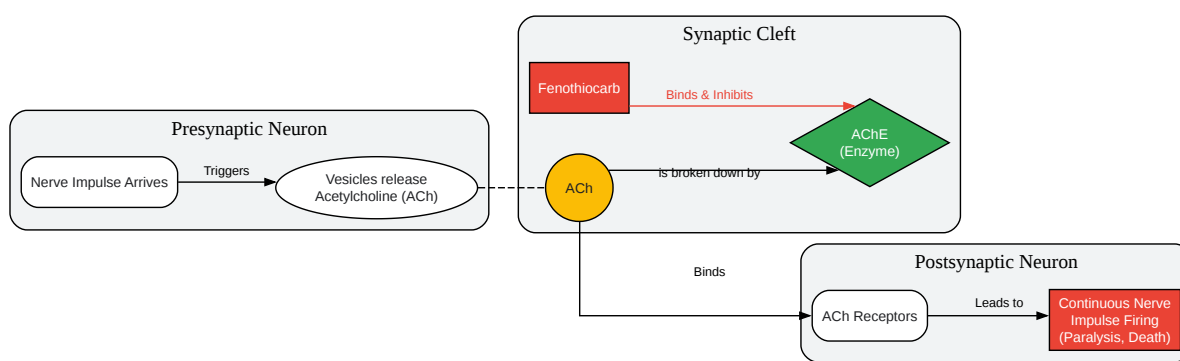 Presynaptic Neuron
Nerve Impulse Arrives
Triggers
Vesicles release
Acetylcholine (ACh)
Synaptic Cleft
Fenothiocarb
Binds & Inhibits
AChE
(Enzyme)
ACh
is broken down by
Binds
Postsynaptic Neuron
ACh Receptors
Leads to
Continuous Nerve
Impulse Firing
(Paralysis, Death)